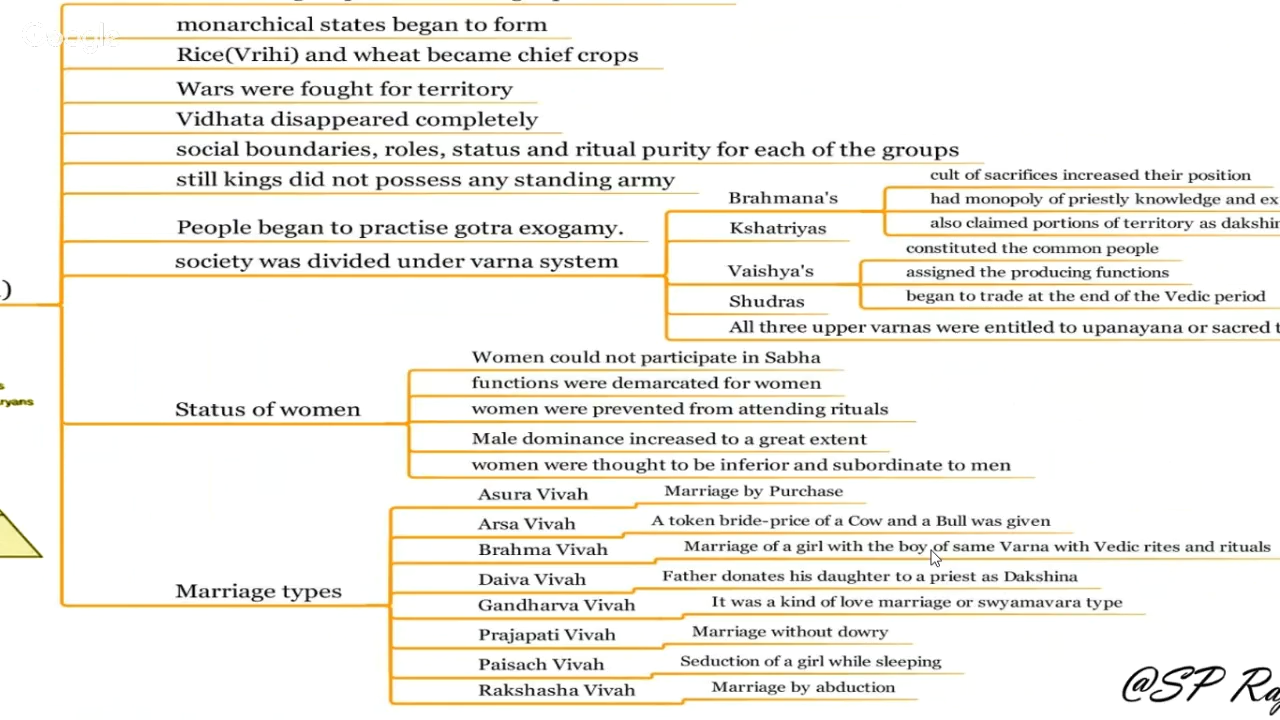 Google
monarchical states began to form
Rice(Vrihi) and wheat became chief crops
Wars were fought for territory
Vidhata disappeared completely
social boundaries, roles, status and ritual purity for each of the groups
still kings did not possess any standing army
People began to practise gotra exogamy.
society was divided under varna system
Brahmana's
cult of sacrifices increased their position
had monopoly of priestly knowledge and ex
also claimed portions of territory as dakshin
Kshatriyas
Vaishya's
constituted the common people
assigned the producing functions
began to trade at the end of the Vedic period
Shudras
All three upper varnas were entitled to upanayana or sacred t
)
s
ryans
Status of women
Women could not participate in Sabha
functions were demarcated for women
women were prevented from attending rituals
Male dominance increased to a great extent
women were thought to be inferior and subordinate to men
Marriage types
Asura Vivah Marriage by Purchase
Arsa Vivah A token bride-price of a Cow and a Bull was given
Brahma Vivah Marriage of a girl with the boy of same Varna with Vedic rites and rituals
Daiva Vivah Father donates his daughter to a priest as Dakshina
Gandharva Vivah It was a kind of love marriage or swyamavara type
Prajapati Vivah Marriage without dowry
Paisach Vivah Seduction of a girl while sleeping
Rakshasha Vivah Marriage by abduction
@SP Ra